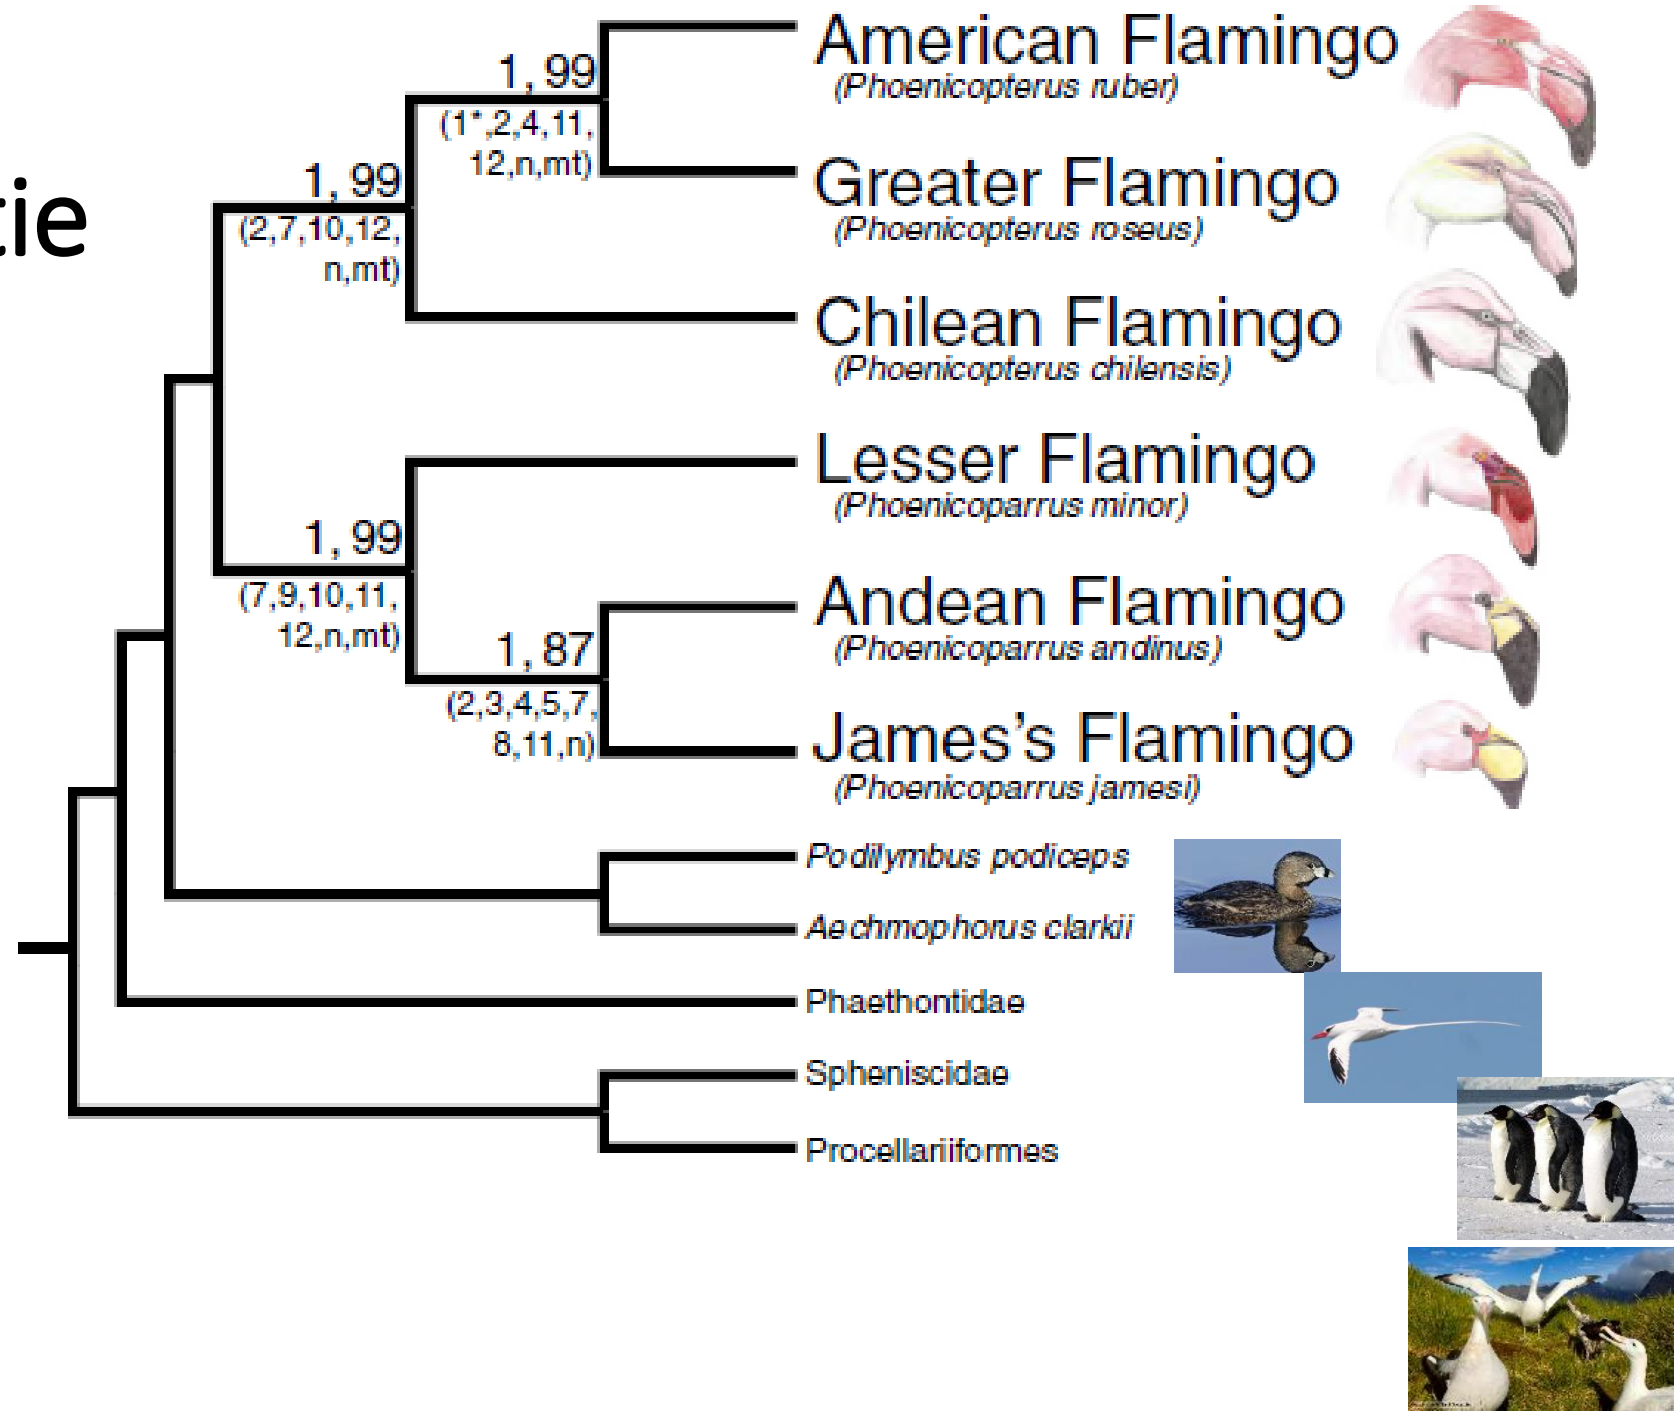 tie
1, 99
(1*,2,4,11,
12,n,mt)
1, 99
(2,7,10,12,
n,mt)
1, 99
(7,9,10,11,
12,n,mt)
1, 87
(2,3,4,5,7,
8,11,n)
American Flamingo
(Phoenicopterus ruber)
Greater Flamingo
(Phoenicopterus roseus)
Chilean Flamingo
(Phoenicopterus chilensis)
Lesser Flamingo
(Phoenicoparrus minor)
Andean Flamingo
(Phoenicoparrus andinus)
James's Flamingo
(Phoenicoparrus jamesi)
Podilymbus podiceps
Aechmophorus clarkii
Phaethontidae
Spheniscidae
Procellariiformes